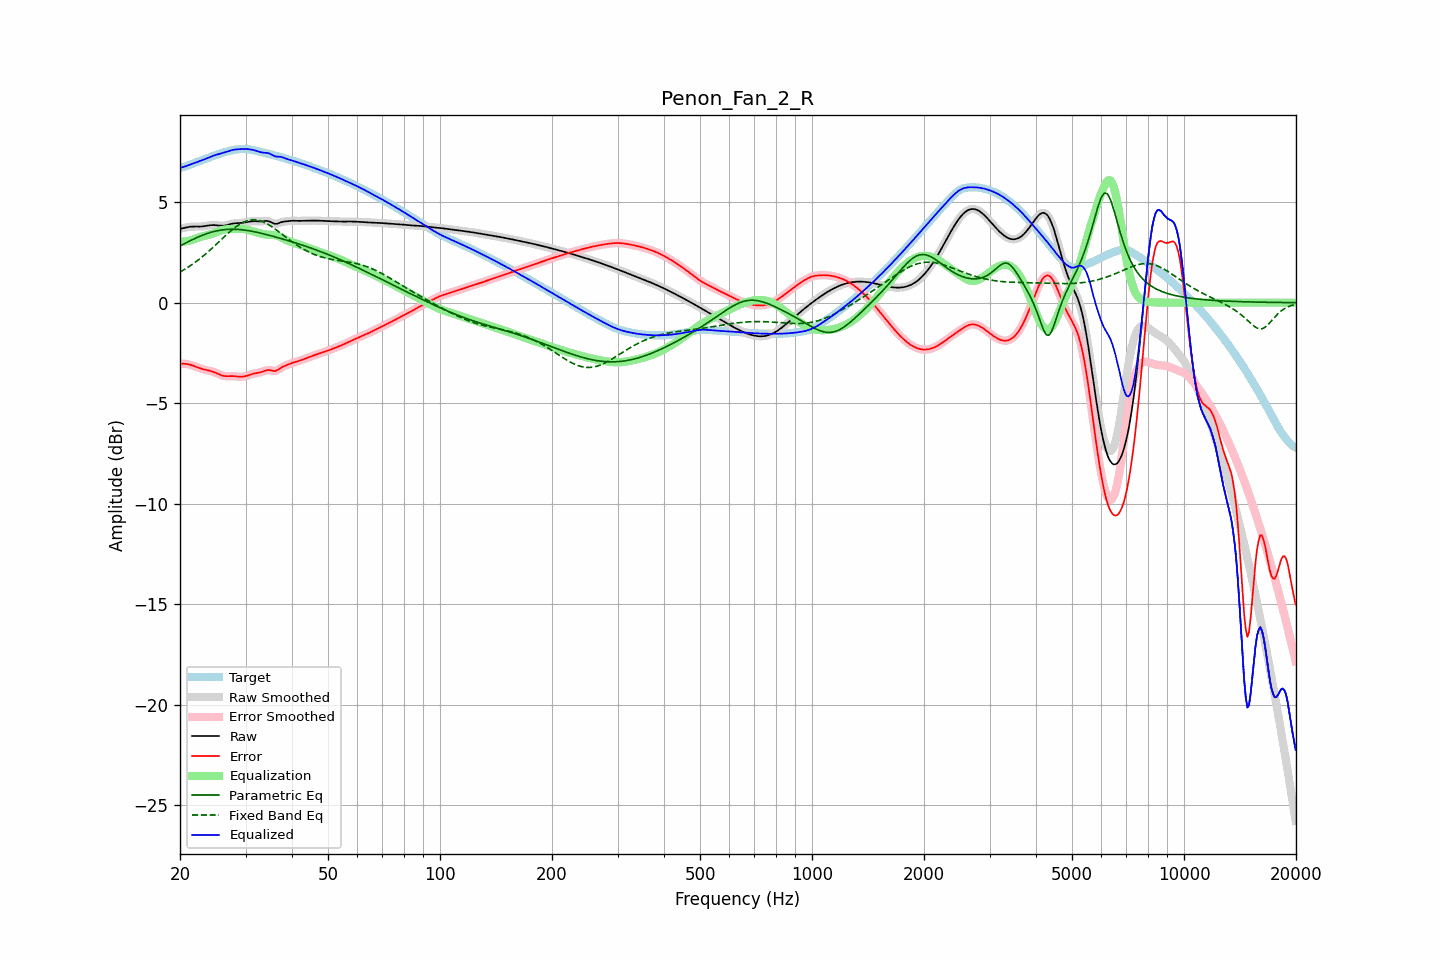 Penon_Fan_2_R
Amplitude (dBr)
5
0
−5
−10
−15
−20
−25
Target
Raw Smoothed
Error Smoothed
Raw
Error
Equalization
Parametric Eq
Fixed Band Eq
Equalized
20 50 100 200 500 1000 2000 5000 10000 20000
Frequency (Hz)